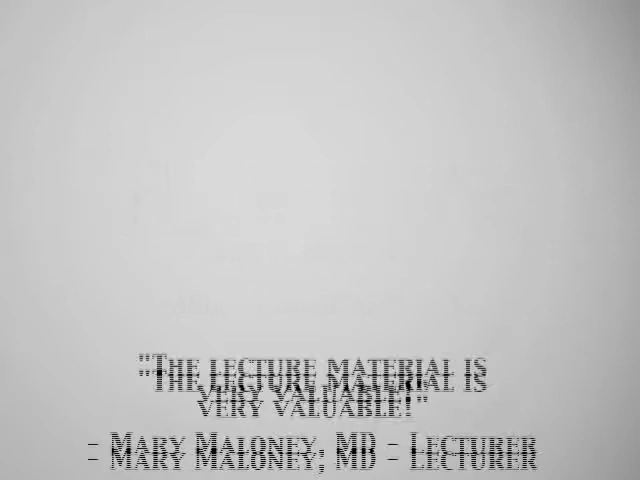 "The lecture material is
very valuable!"
- Mary Maloney, MD - Lecturer